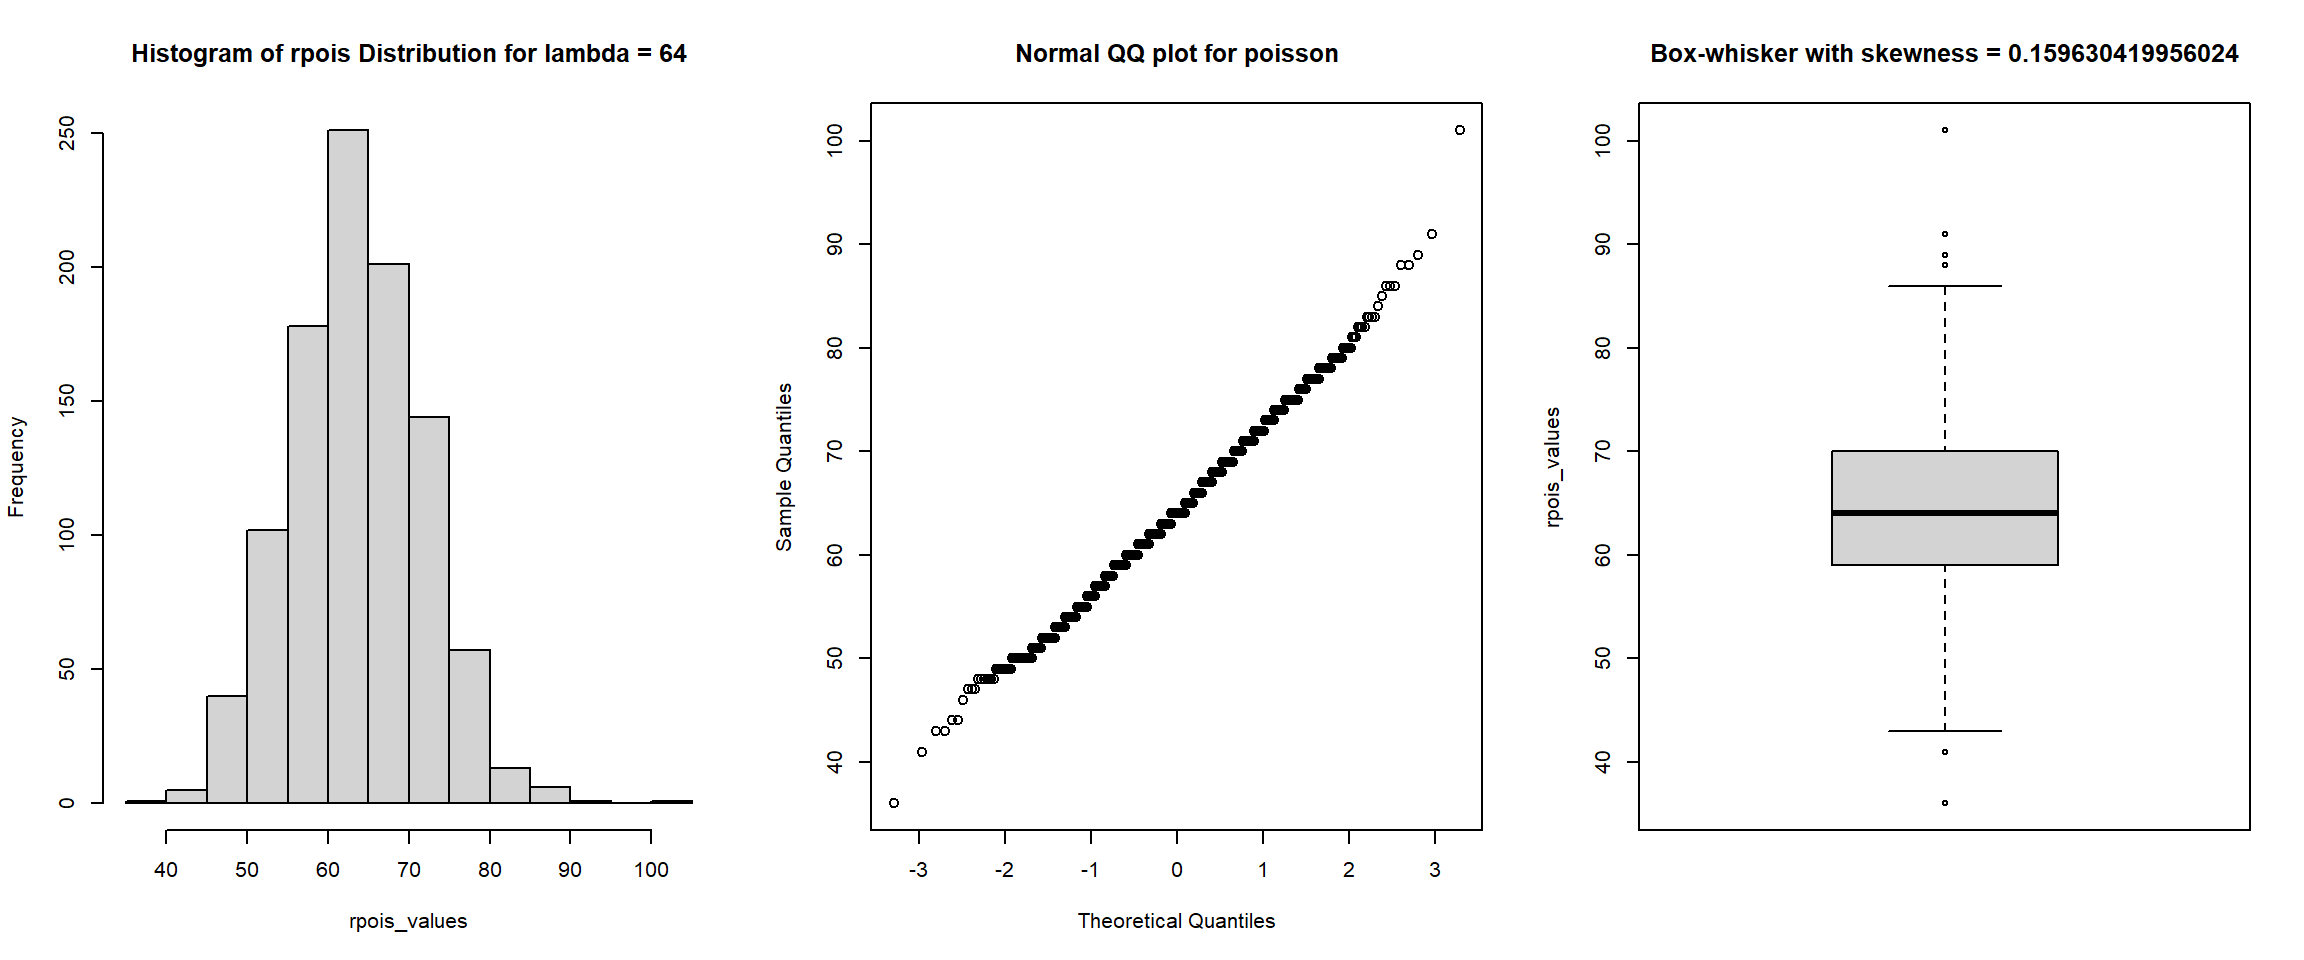 Histogram of rpois Distribution for lambda = 64
Frequency
250
200
150
100
50
0
40 50 60 70 80 90 100
rpois_values
Normal QQ plot for poisson
Sample Quantiles
100
90
80
70
60
50
40
-3 -2 -1 0 1 2 3
Theoretical Quantiles
Box-whisker with skewness = 0.159630419956024
rpois_values
100
90
80
70
60
50
40